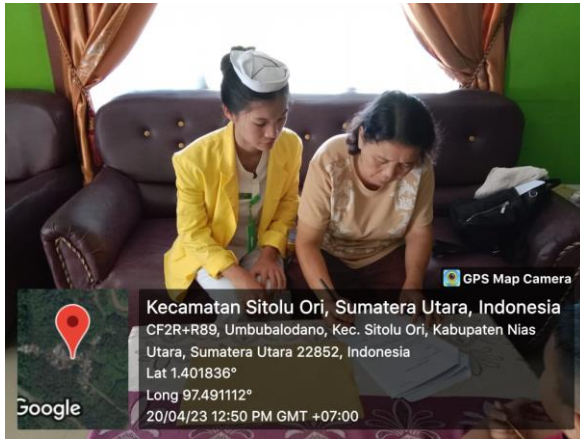 GPS Map Camera
Kecamatan Sitolu Ori, Sumatera Utara, Indonesia
CF2R+R89, Umbubalodano, Kec. Sitolu Ori, Kabupaten Nias
Utara, Sumatera Utara 22852, Indonesia
Lat 1.401836°
Long 97.491112°
20/04/23 12:50 PM GMT +07:00
Google